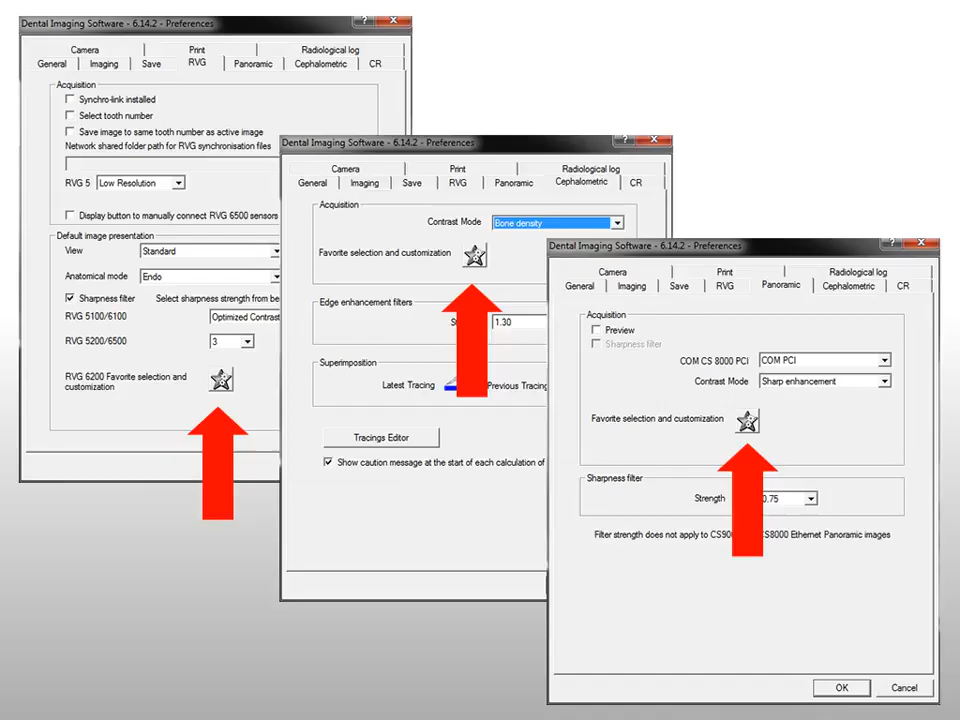 Dental Imaging Software - 6.14.2 - Preferences
Camera Print Radiological log
General Imaging Save RVG Panoramic Cephalometric CR
Acquisition
Synchro-link installed
Select tooth number
Save image to same tooth number as active image
Network shared folder path for RVG synchronisation files
RVG 5 Low Resolution
Display button to manually connect RVG 6500 sensors
Default image presentation
View Standard
Anatomical mode Endo
Sharpness filter Select sharpness strength from
RVG 5100/6100 Optimized Contrast
RVG 5200/6500 3
RVG 6200 Favorite selection and
customization
Dental Imaging Software - 6.14.2 - Preferences
Camera Print Radiological log
General Imaging Save RVG Panoramic Cephalometric CR
Acquisition
Contrast Mode Bone density
Favorite selection and customization
Edge enhancement filters
1.30
Superimposition
Latest Tracing Previous Tracing
Tracings Editor
Show caution message at the start of each calculation of
Dental Imaging Software - 6.14.2 - Preferences
Camera Print Radiological log
General Imaging Save RVG Panoramic Cephalometric CR
Acquisition
Preview
Sharpness filter
COM CS 8000 PCI COM PCI
Contrast Mode Sharp enhancement
Favorite selection and customization
Sharpness filter
Strength 0.75
Filter strength does not apply to CS8000 Ethernet Panoramic images
OK Cancel